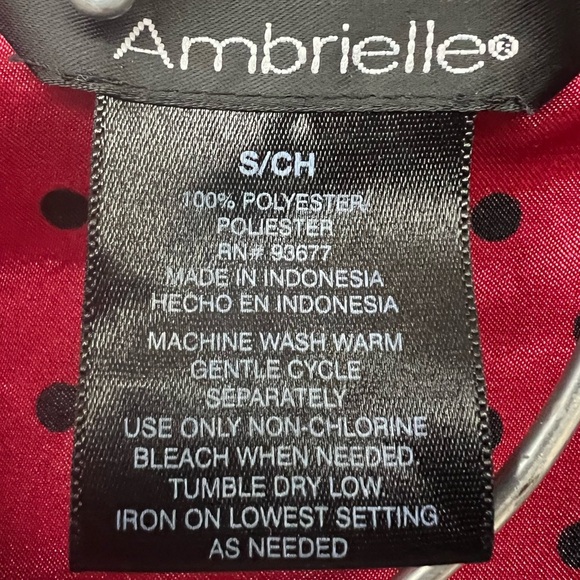 Ambrielle®
S/CH
100% POLYESTER/
POLIESTER
RN# 93677
MADE IN INDONESIA
HECHO EN INDONESIA
MACHINE WASH WARM
GENTLE CYCLE
SEPARATELY
USE ONLY NON-CHLORINE
BLEACH WHEN NEEDED.
TUMBLE DRY LOW.
IRON ON LOWEST SETTING
AS NEEDED